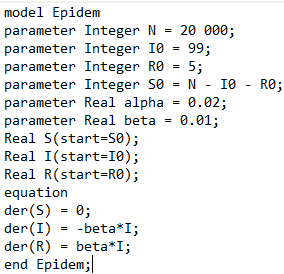 model Epidem
parameter Integer N = 20 000;
parameter Integer I0 = 99;
parameter Integer R0 = 5;
parameter Integer S0 = N - I0 - R0;
parameter Real alpha = 0.02;
parameter Real beta = 0.01;
Real S(start=S0);
Real I(start=I0);
Real R(start=R0);
equation
der(S) = 0;
der(I) = -beta*I;
der(R) = beta*I;
end Epidem;